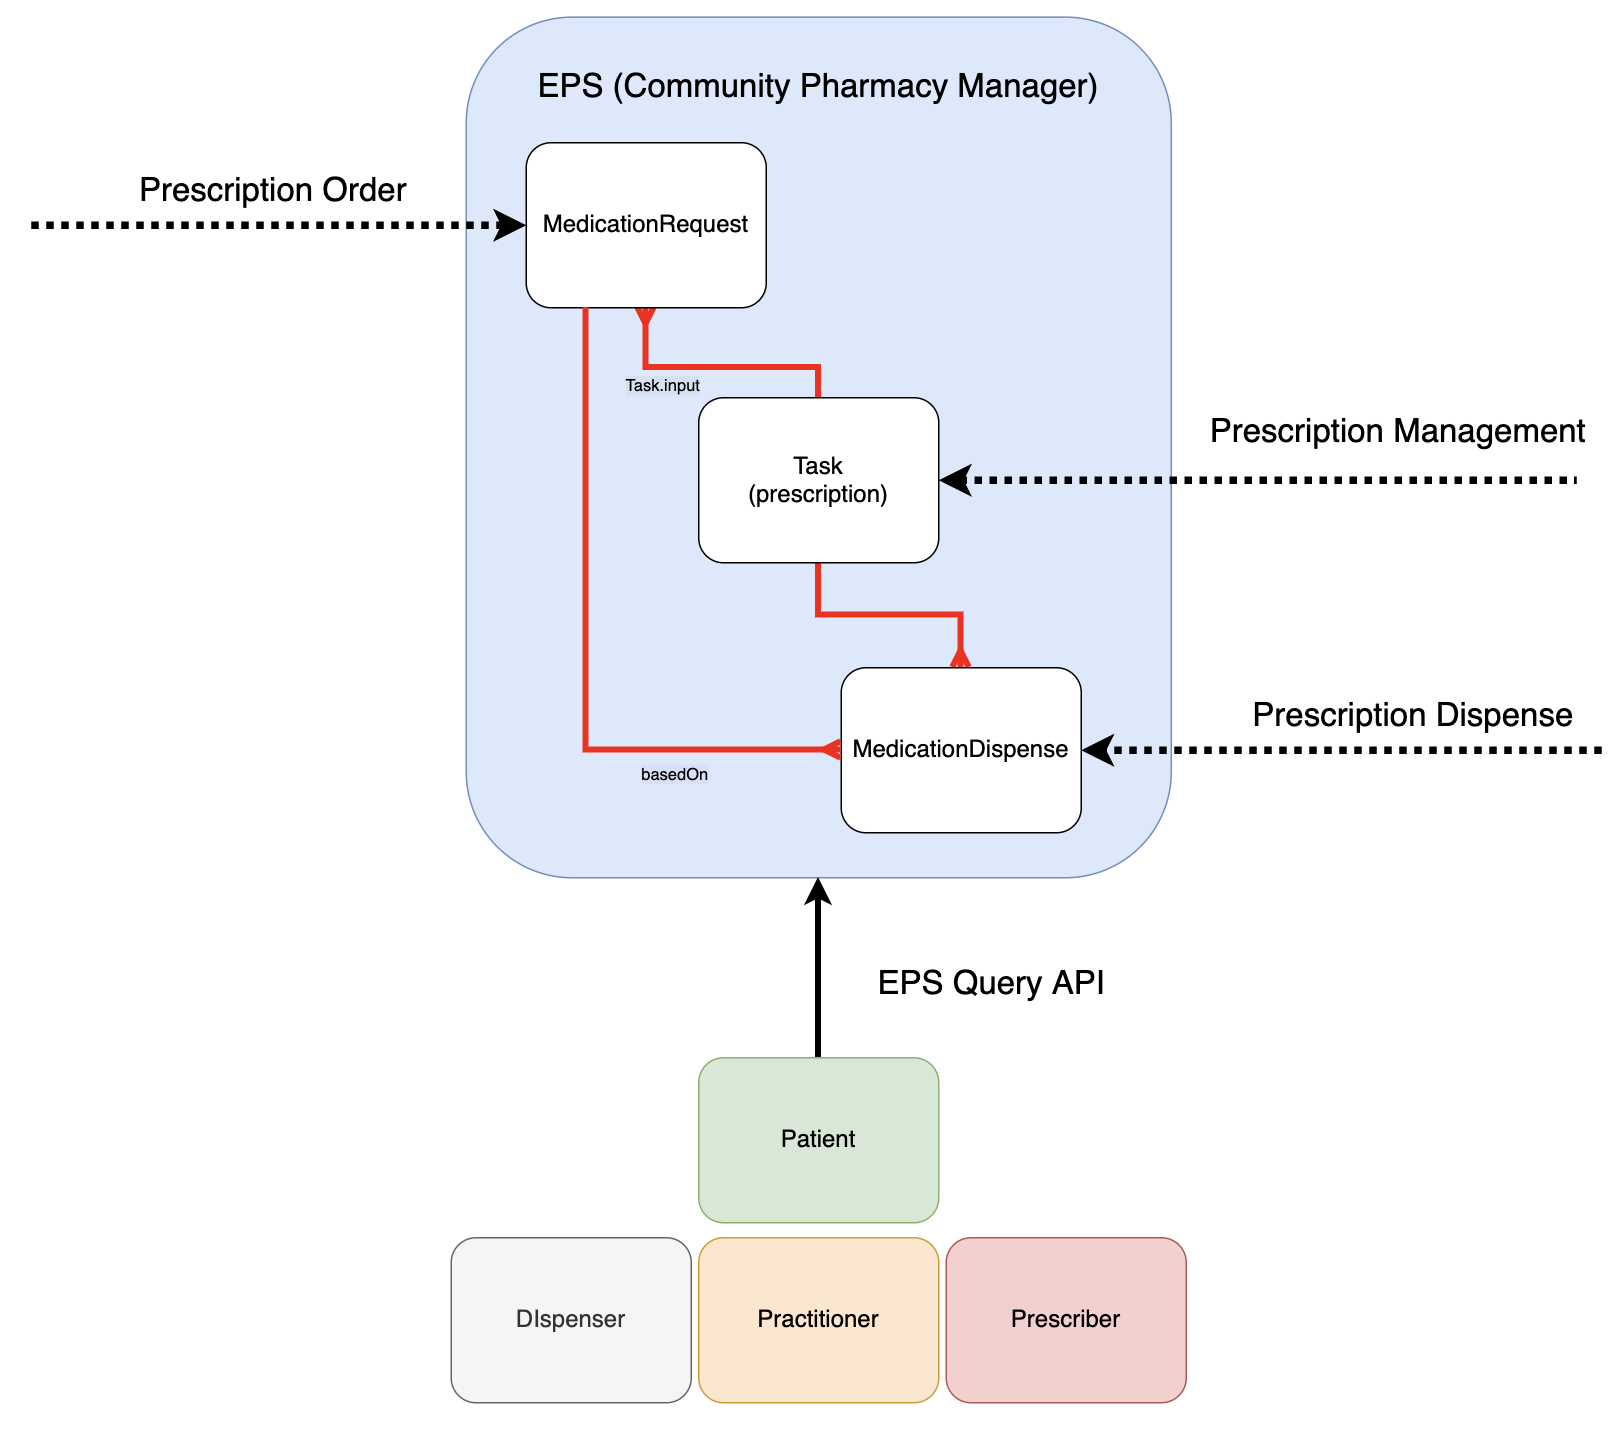 EPS (Community Pharmacy Manager)
Prescription Order
MedicationRequest
Task.input
Prescription Management
Task
(prescription)
Prescription Dispense
MedicationDispense
basedOn
EPS Query API
Patient
DIspenser
Practitioner
Prescriber